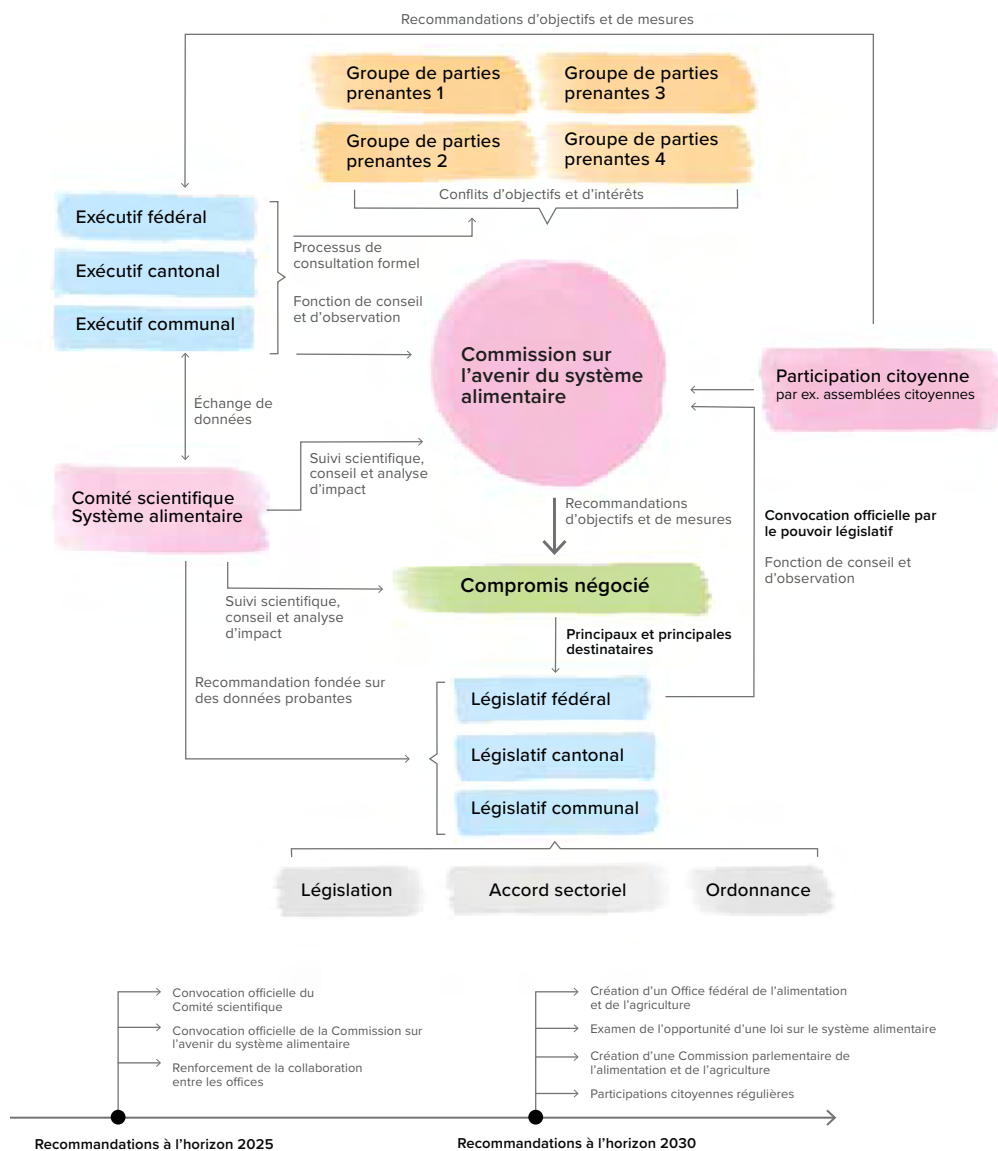 Recommandations d'objectifs et de mesures
Groupe de parties
prenantes 1
Groupe de parties
prenantes 3
Groupe de parties
prenantes 2
Groupe de parties
prenantes 4
Conflits d'objectifs et d'intérêts
Exécutif fédéral
Exécutif cantonal
Exécutif communal
Processus de
consultation formel
Fonction de conseil
et d'observation
Commission sur
l'avenir du système
alimentaire
Participation citoyenne
par ex. assemblées citoyennes
Échange de
données
Suivi scientifique,
conseil et analyse
d'impact
Comité scientifique
Système alimentaire
Recommandations
d'objectifs et de mesures
Convocation officielle par
le pouvoir législatif
Fonction de conseil et
d'observation
Compromis négocié
Suivi scientifique,
conseil et analyse
d'impact
Principaux et principales
destinataires
Recommandation fondée sur
des données probantes
Législatif fédéral
Législatif cantonal
Législatif communal
Législation
Accord sectoriel
Ordonnance
Convocation officielle du
Comité scientifique
Convocation officielle de la Commission sur
l'avenir du système alimentaire
Renforcement de la collaboration
entre les offices
Création d'un Office fédéral de l'alimentation
et de l'agriculture
Examen de l'opportunité d'une loi sur le système alimentaire
Création d'une Commission parlementaire de
l'alimentation et de l'agriculture
Participations citoyennes régulières
Recommandations à l'horizon 2025
Recommandations à l'horizon 2030